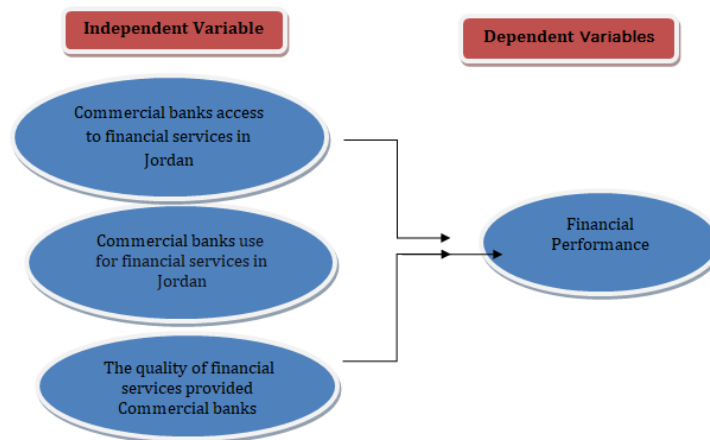 Independent Variable
Dependent Variables
Commercial banks access
to financial services in
Jordan
Commercial banks use
for financial services in
Jordan
The quality of financial
services provided
Commercial banks
Financial
Performance